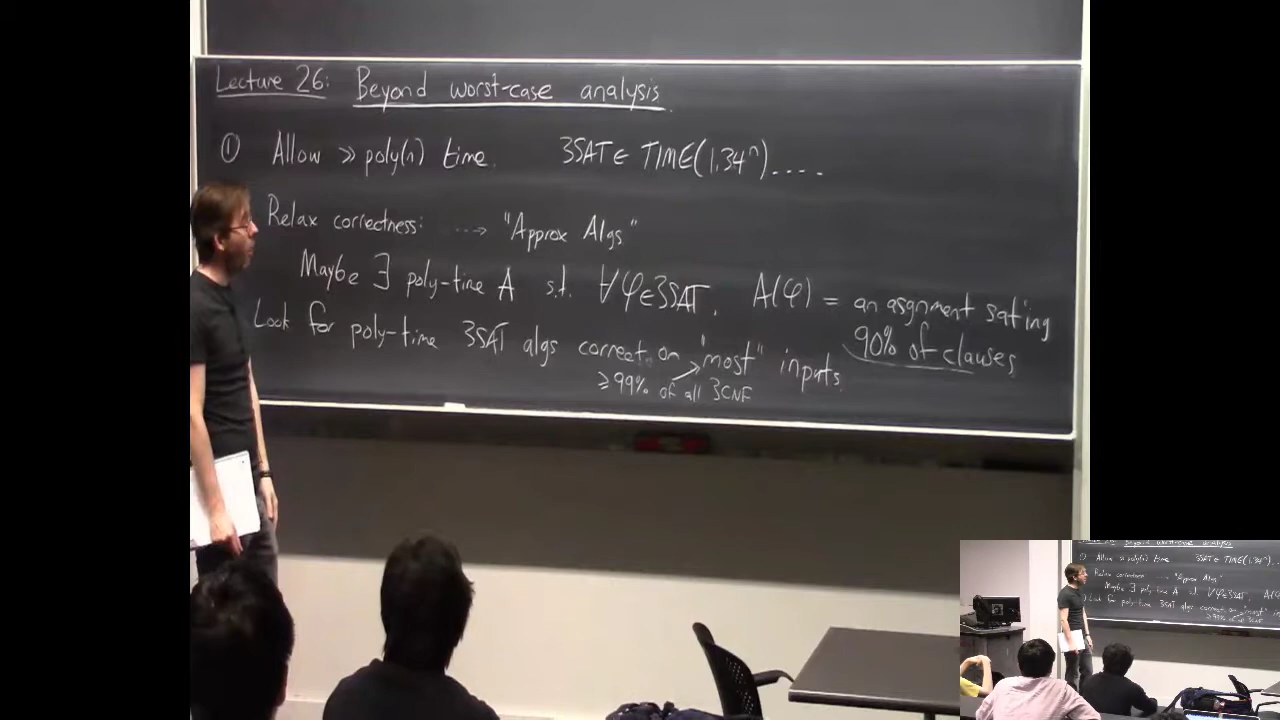 Lecture 26: Beyond worst-case analysis
① Allow ≫ poly(n) time. 3SAT ∈ TIME(1.34ⁿ)....
Relax correctness: ...→ "Approx Algs"
Maybe ∃ poly-time A s.t. ∀φ∈3SAT, A(φ) = an asgnment sating
90% of clauses
Look for poly-time 3SAT algs correct on "most" inputs.
≥99% of all 3CNF